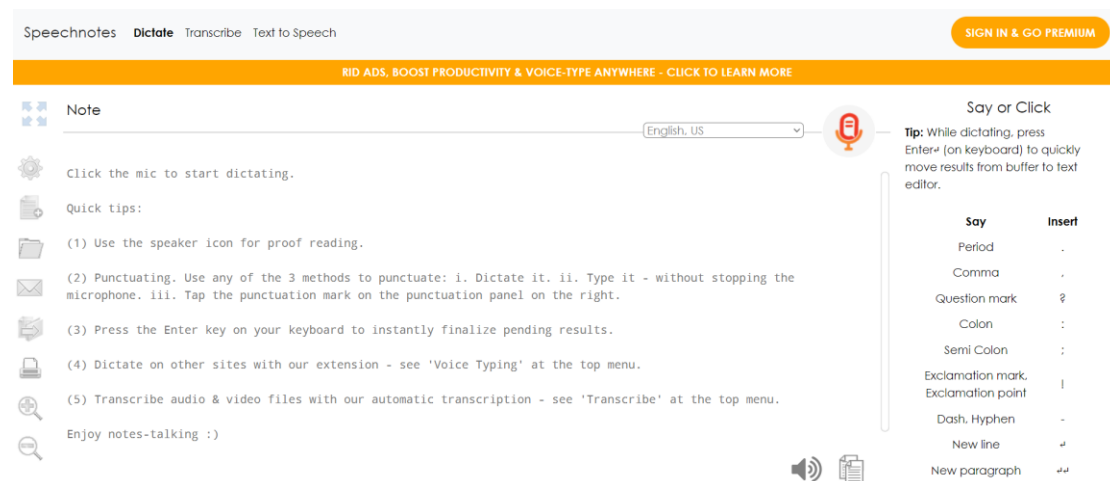 Speechnotes Dictate Transcribe Text to Speech
SIGN IN & GO PREMIUM
RID ADS, BOOST PRODUCTIVITY & VOICE-TYPE ANYWHERE - CLICK TO LEARN MORE
Note
English, US
Click the mic to start dictating.
Quick tips:
(1) Use the speaker icon for proof reading.
(2) Punctuating. Use any of the 3 methods to punctuate: i. Dictate it. ii. Type it - without stopping the
microphone. iii. Tap the punctuation mark on the punctuation panel on the right.
(3) Press the Enter key on your keyboard to instantly finalize pending results.
(4) Dictate on other sites with our extension - see 'Voice Typing' at the top menu.
(5) Transcribe audio & video files with our automatic transcription - see 'Transcribe' at the top menu.
Enjoy notes-talking :)
Say or Click
Tip: While dictating, press
Enter↵ (on keyboard) to quickly
move results from buffer to text
editor.
Say Insert
Period .
Comma ,
Question mark ?
Colon :
Semi Colon ;
Exclamation mark,
Exclamation point !
Dash, Hyphen -
New line ↵
New paragraph ↵↵